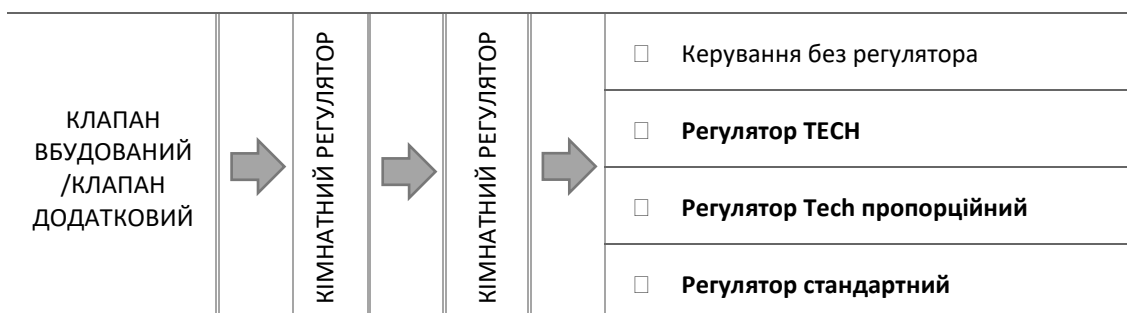 КЛАПАН
ВБУДОВАНИЙ
/КЛАПАН
ДОДАТКОВИЙ
КІМНАТНИЙ РЕГУЛЯТОР
КІМНАТНИЙ РЕГУЛЯТОР
Керування без регулятора
Регулятор TECH
Регулятор Tech пропорційний
Регулятор стандартний